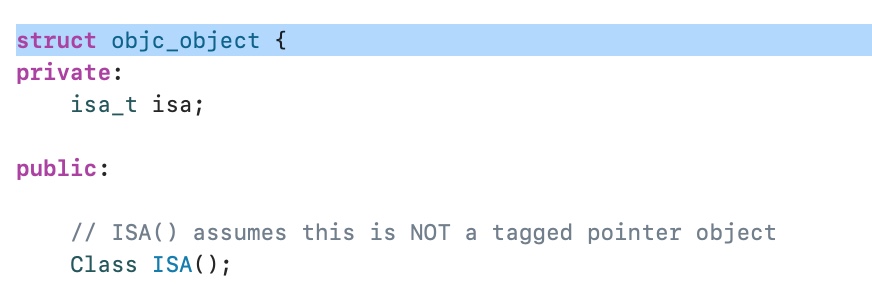 struct objc_object {
private:
    isa_t isa;

public:

    // ISA() assumes this is NOT a tagged pointer object
    Class ISA();